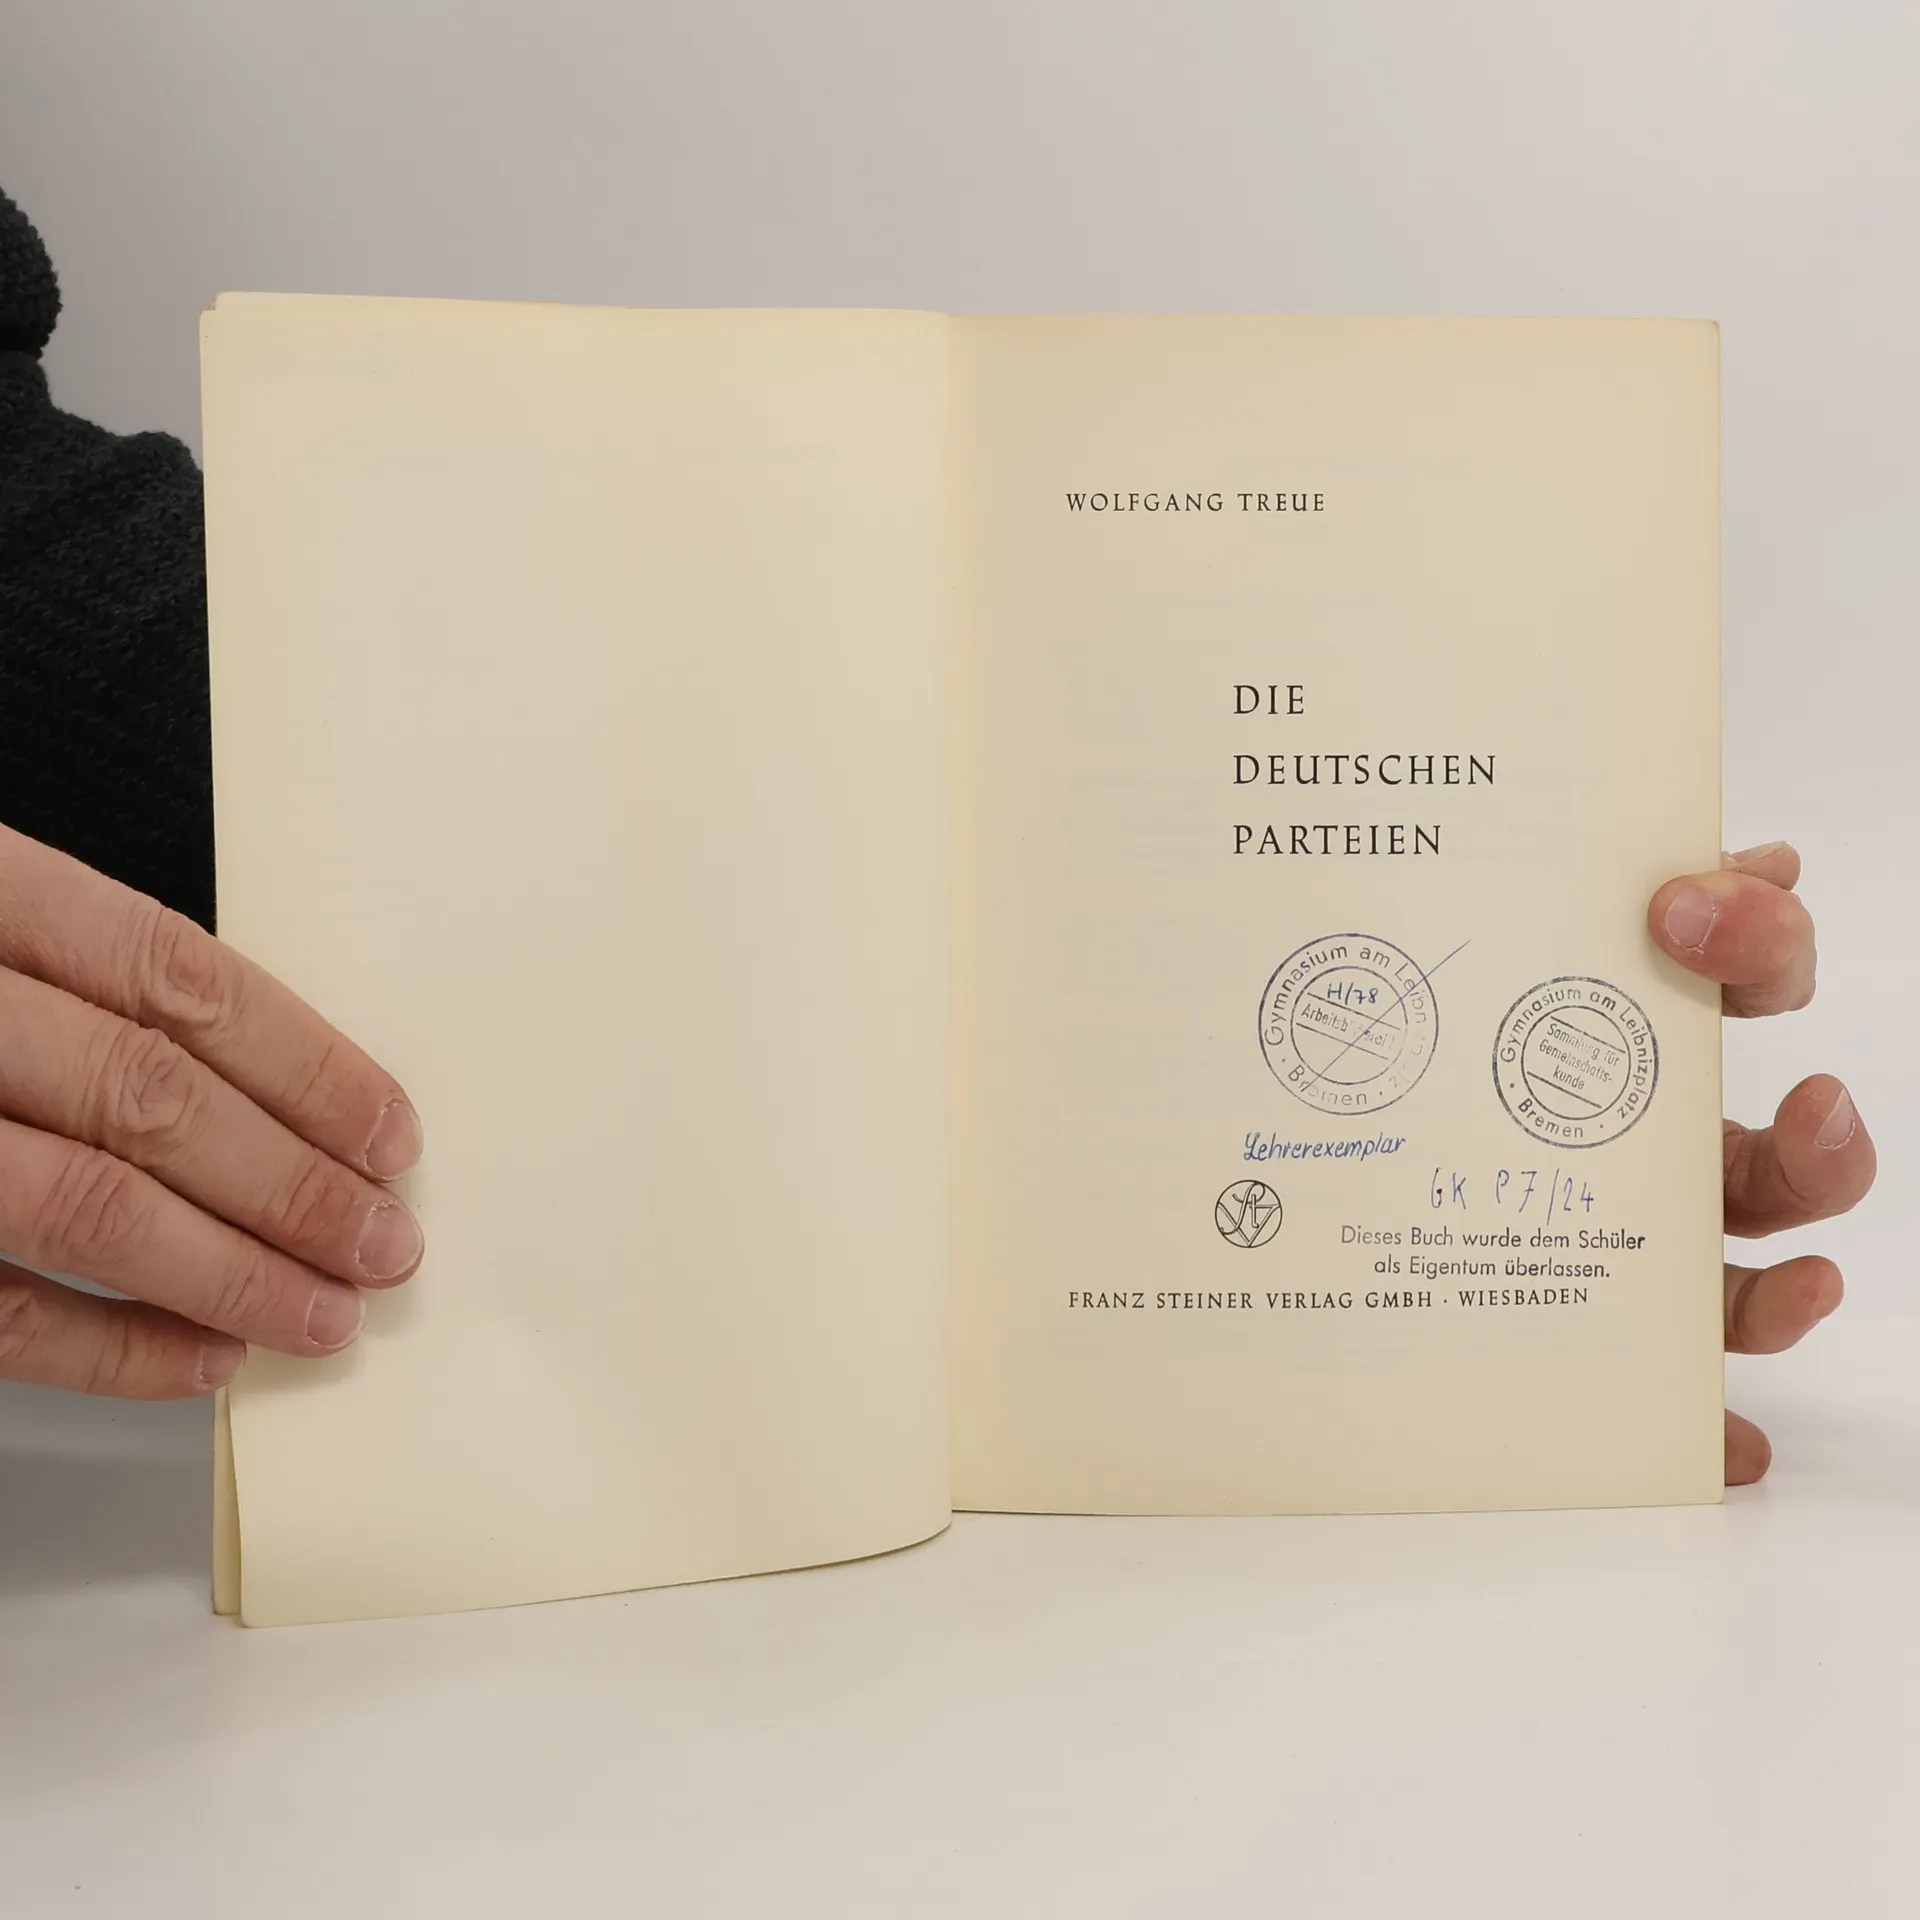 WOLFGANG TREUE
DIE
DEUTSCHEN
PARTEIEN
Gymnasium am Leibnizplatz
H/78
Arbeitsbücherei
Bremen
Gymnasium am Leibnizplatz
Sammlung für
Gemeinschafts-
kunde
Bremen
Lehrerexemplar
GK P7/24
Dieses Buch wurde dem Schüler
als Eigentum überlassen.
FRANZ STEINER VERLAG GMBH · WIESBADEN